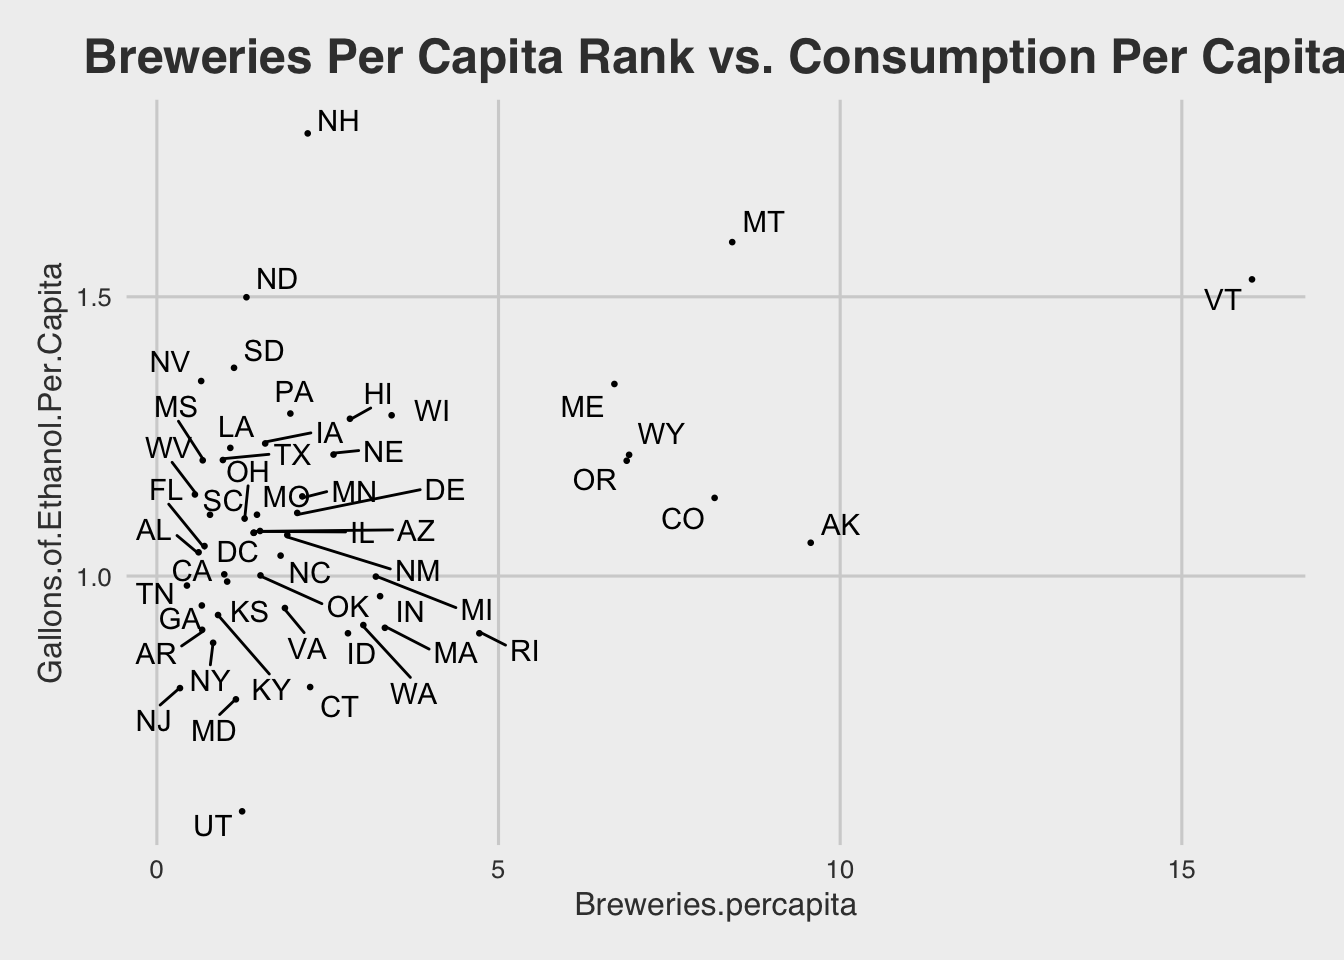 Breweries Per Capita Rank vs. Consumption Per Capita
NH
MT
ND
1.5
VT
SD
NV
PA
HI
ME
MS
WI
LA
IA
WY
WV
TX
NE
OH
OR
FL
SC
MO
MN
DE
CO
AK
AL
IL
AZ
DC
CA
NC
NM
1.0
TN
GA
KS
OK
IN
MI
AR
VA
ID
MA
RI
NY
KY
WA
NJ
MD
CT
UT
0
5
10
15
Breweries.percapita
Gallons.of.Ethanol.Per.Capita